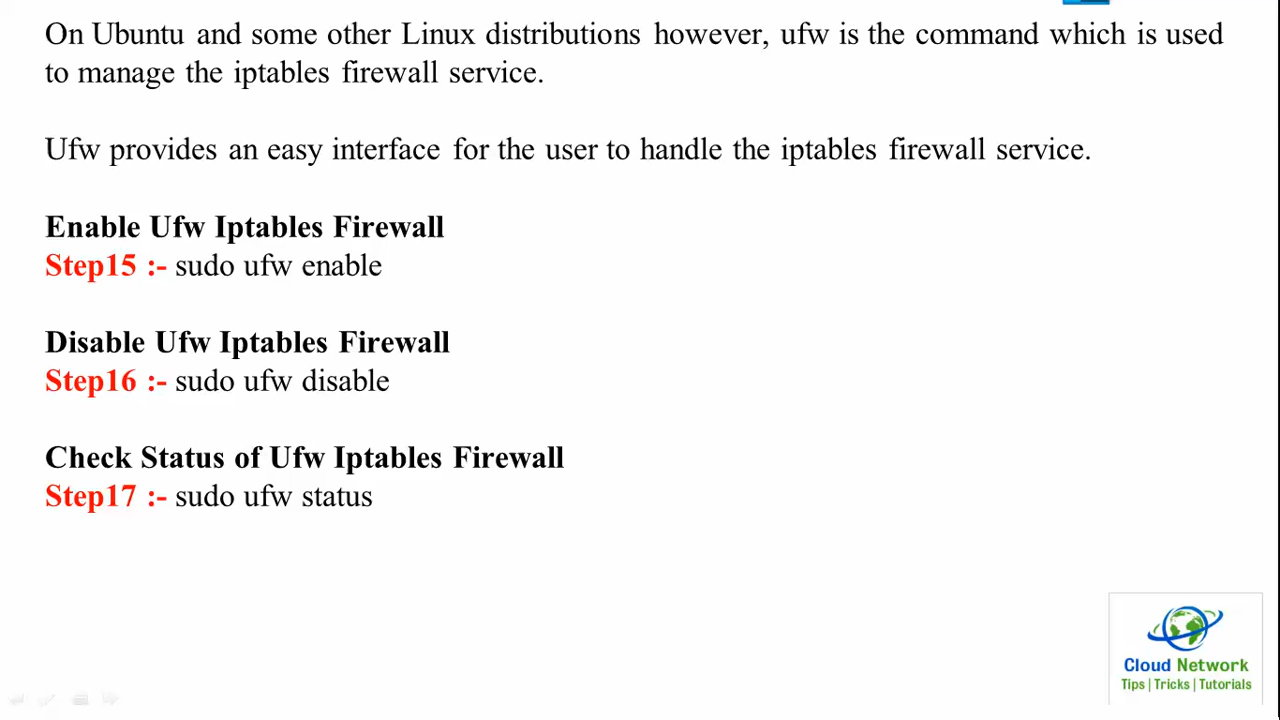 On Ubuntu and some other Linux distributions however, ufw is the command which is used
to manage the iptables firewall service.
Ufw provides an easy interface for the user to handle the iptables firewall service.
Enable Ufw Iptables Firewall
Step15 :- sudo ufw enable
Disable Ufw Iptables Firewall
Step16 :- sudo ufw disable
Check Status of Ufw Iptables Firewall
Step17 :- sudo ufw status
Cloud Network
Tips | Tricks | Tutorials